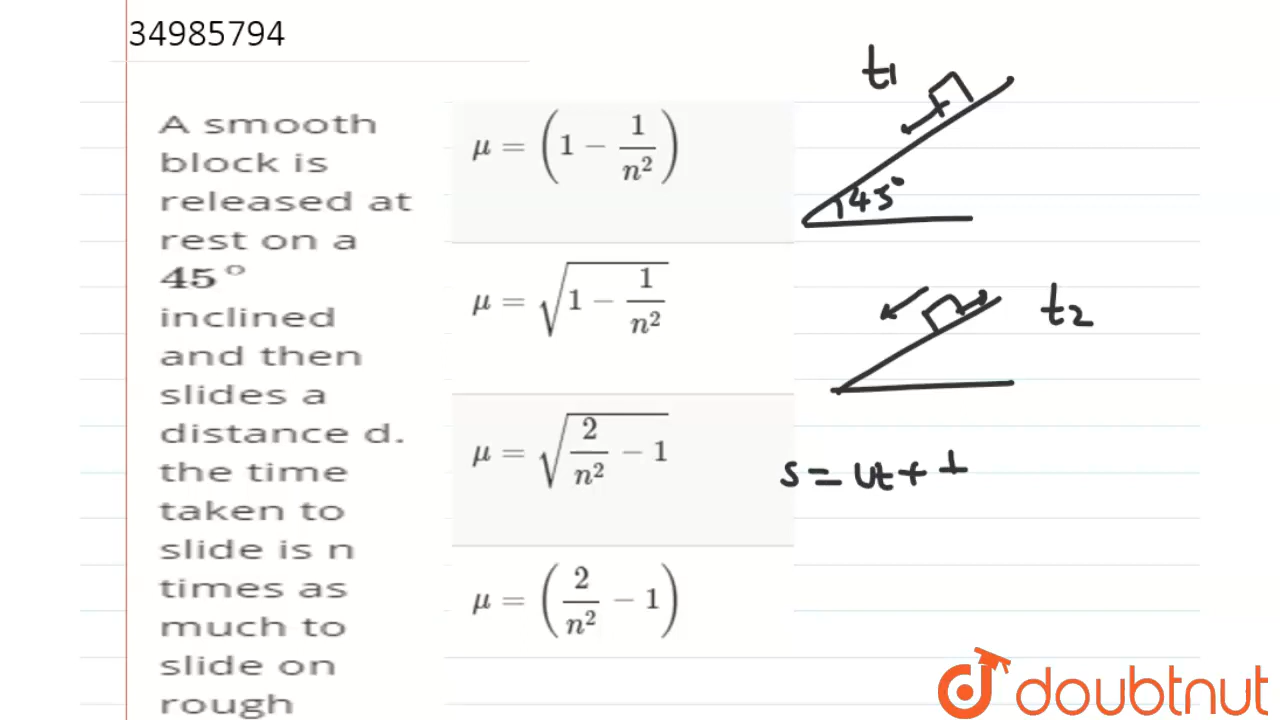 34985794
A smooth
block is
released at
rest on a
45°
inclined
and then
slides a
distance d.
the time
taken to
slide is n
times as
much to
slide on
rough
μ = (1 − 1/n²)
μ = √(1 − 1/n²)
μ = √(2/n² − 1)
μ = (2/n² − 1)
t1
45°
t2
s = ut + 1
doubtnut